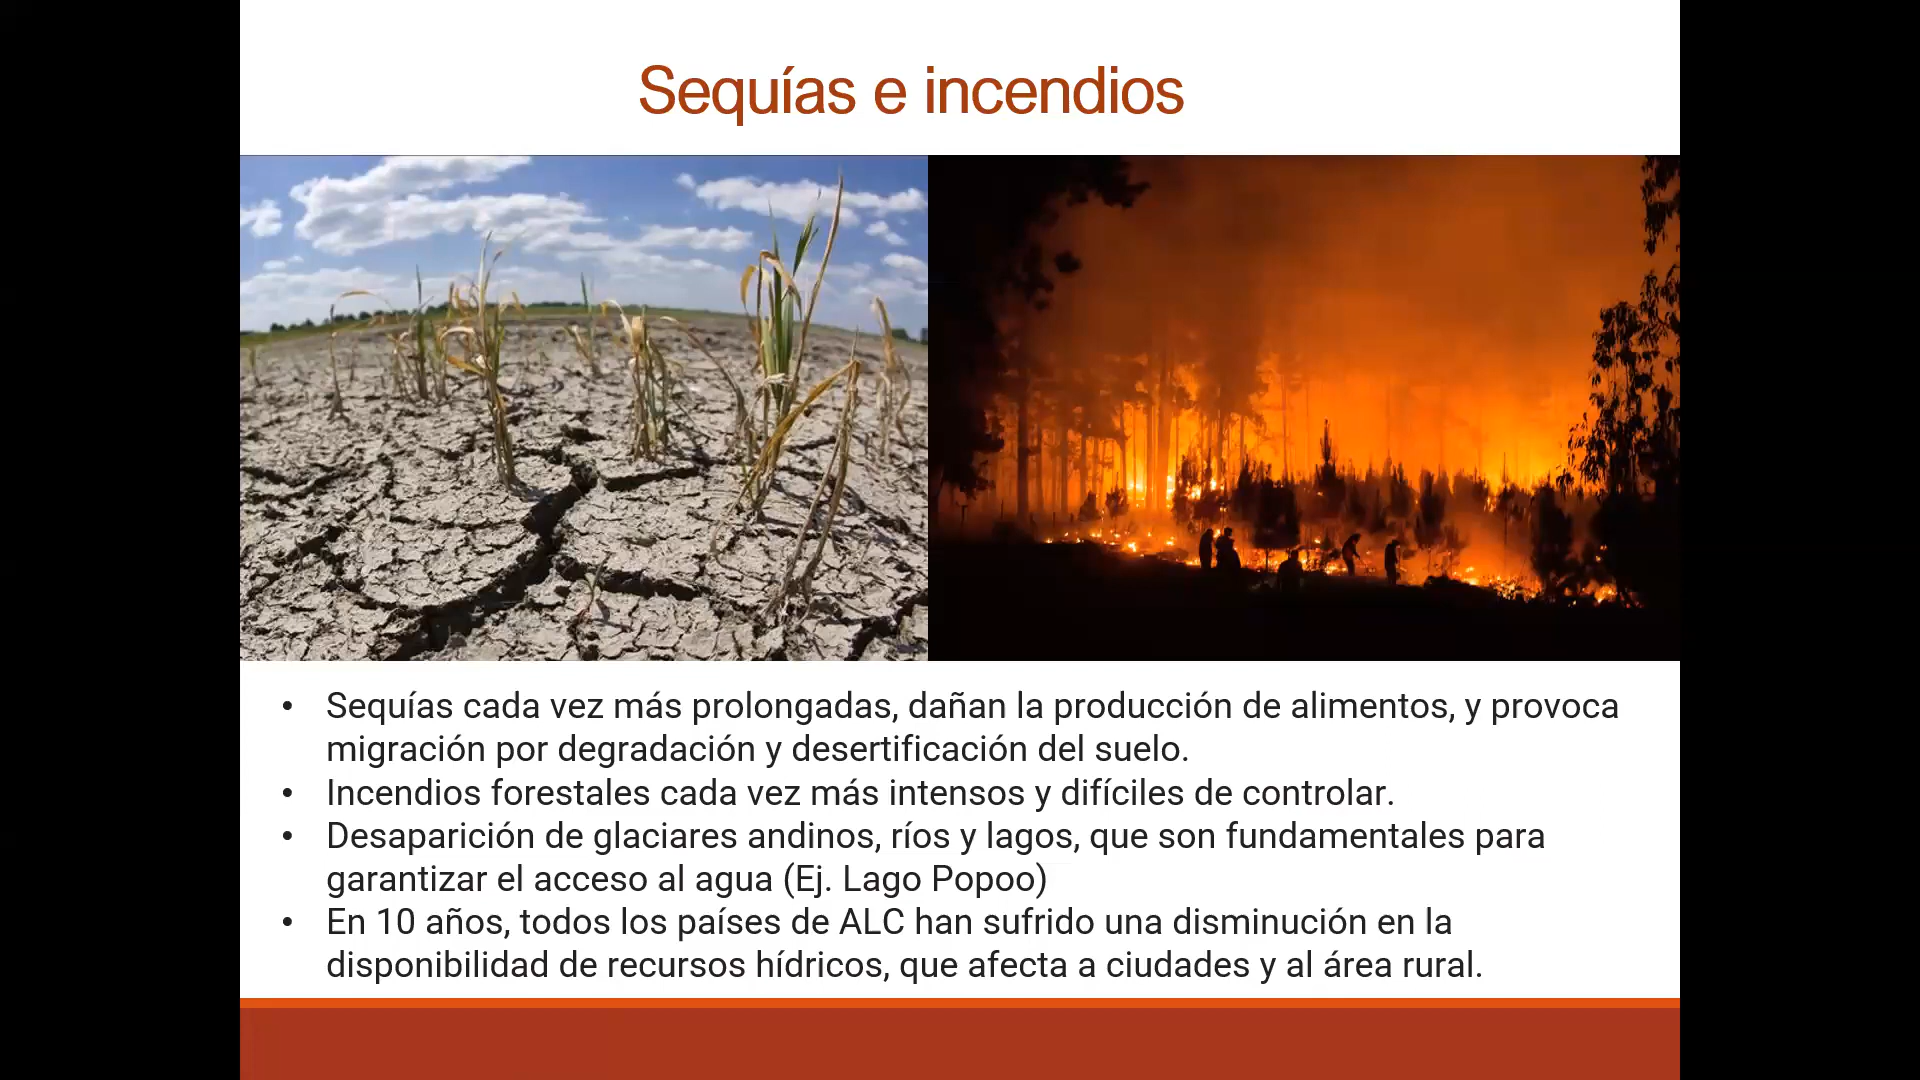 Sequías e incendios
• Sequías cada vez más prolongadas, dañan la producción de alimentos, y provoca
migración por degradación y desertificación del suelo.
• Incendios forestales cada vez más intensos y difíciles de controlar.
• Desaparición de glaciares andinos, ríos y lagos, que son fundamentales para
garantizar el acceso al agua (Ej. Lago Popoo)
• En 10 años, todos los países de ALC han sufrido una disminución en la
disponibilidad de recursos hídricos, que afecta a ciudades y al área rural.